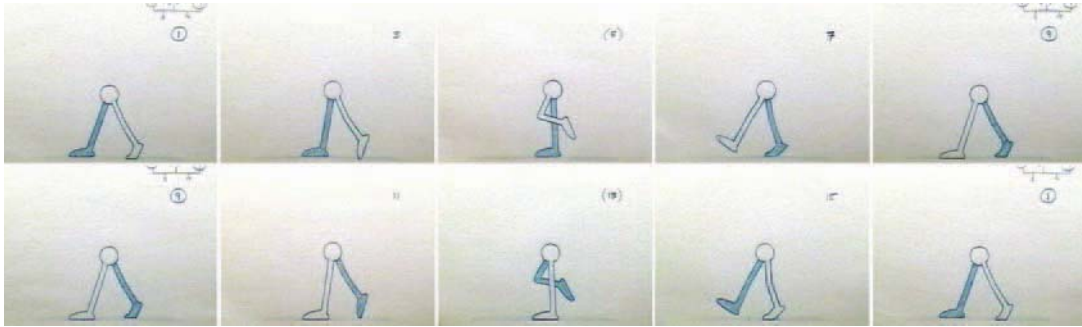 ① 3 (5) 7 ⑨
⑨ 11 (13) 15 ①